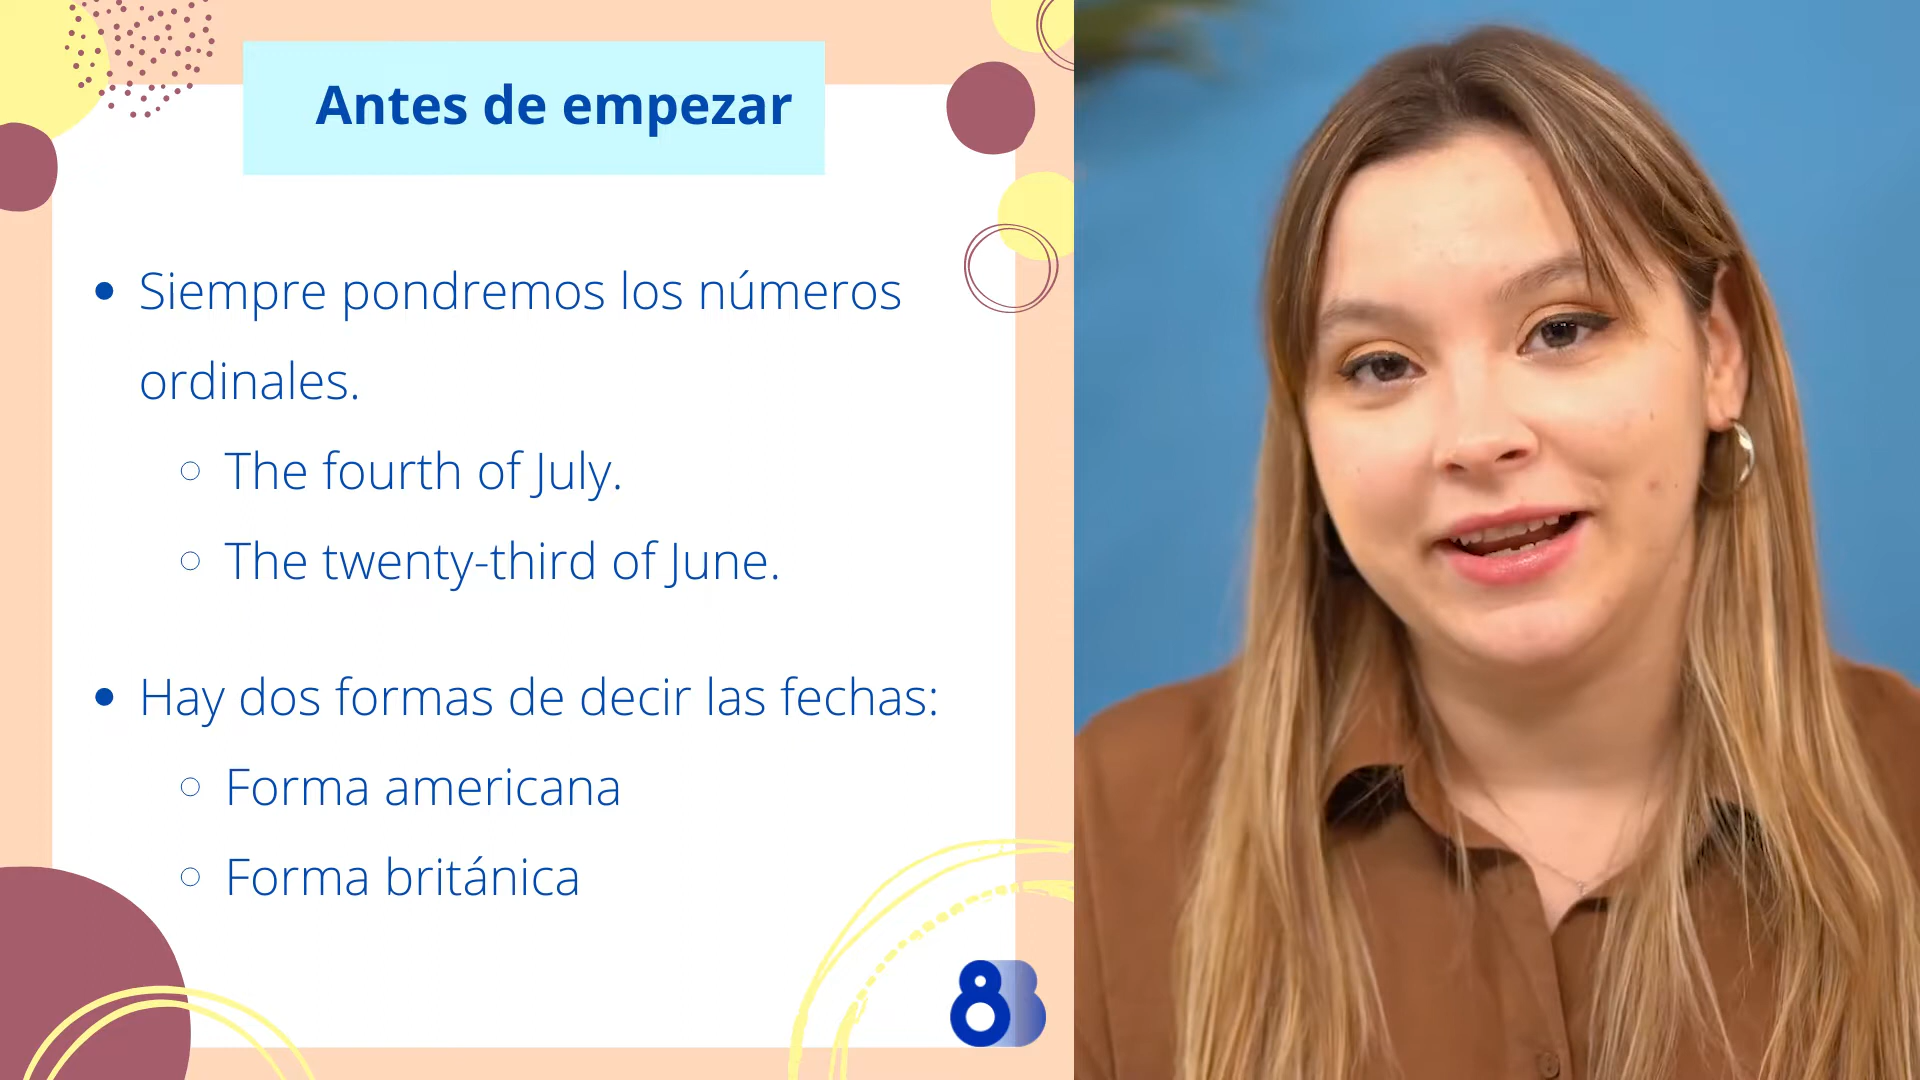 Antes de empezar
Siempre pondremos los números
ordinales.
The fourth of July.
The twenty-third of June.
Hay dos formas de decir las fechas:
Forma americana
Forma británica
8